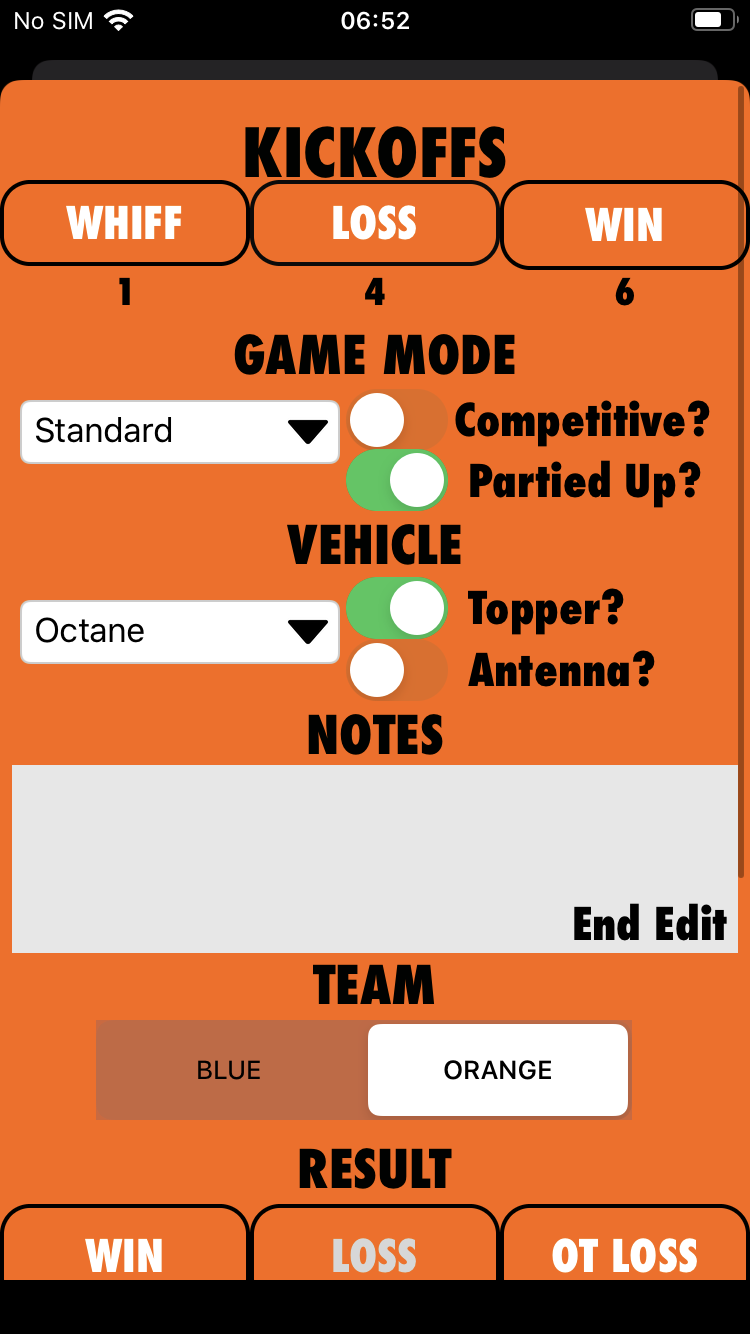 No SIM 06:52
KICKOFFS
WHIFF LOSS WIN
1 4 6
GAME MODE
Standard Competitive?
Partied Up?
VEHICLE
Octane Topper?
Antenna?
NOTES
End Edit
TEAM
BLUE ORANGE
RESULT
WIN LOSS OT LOSS